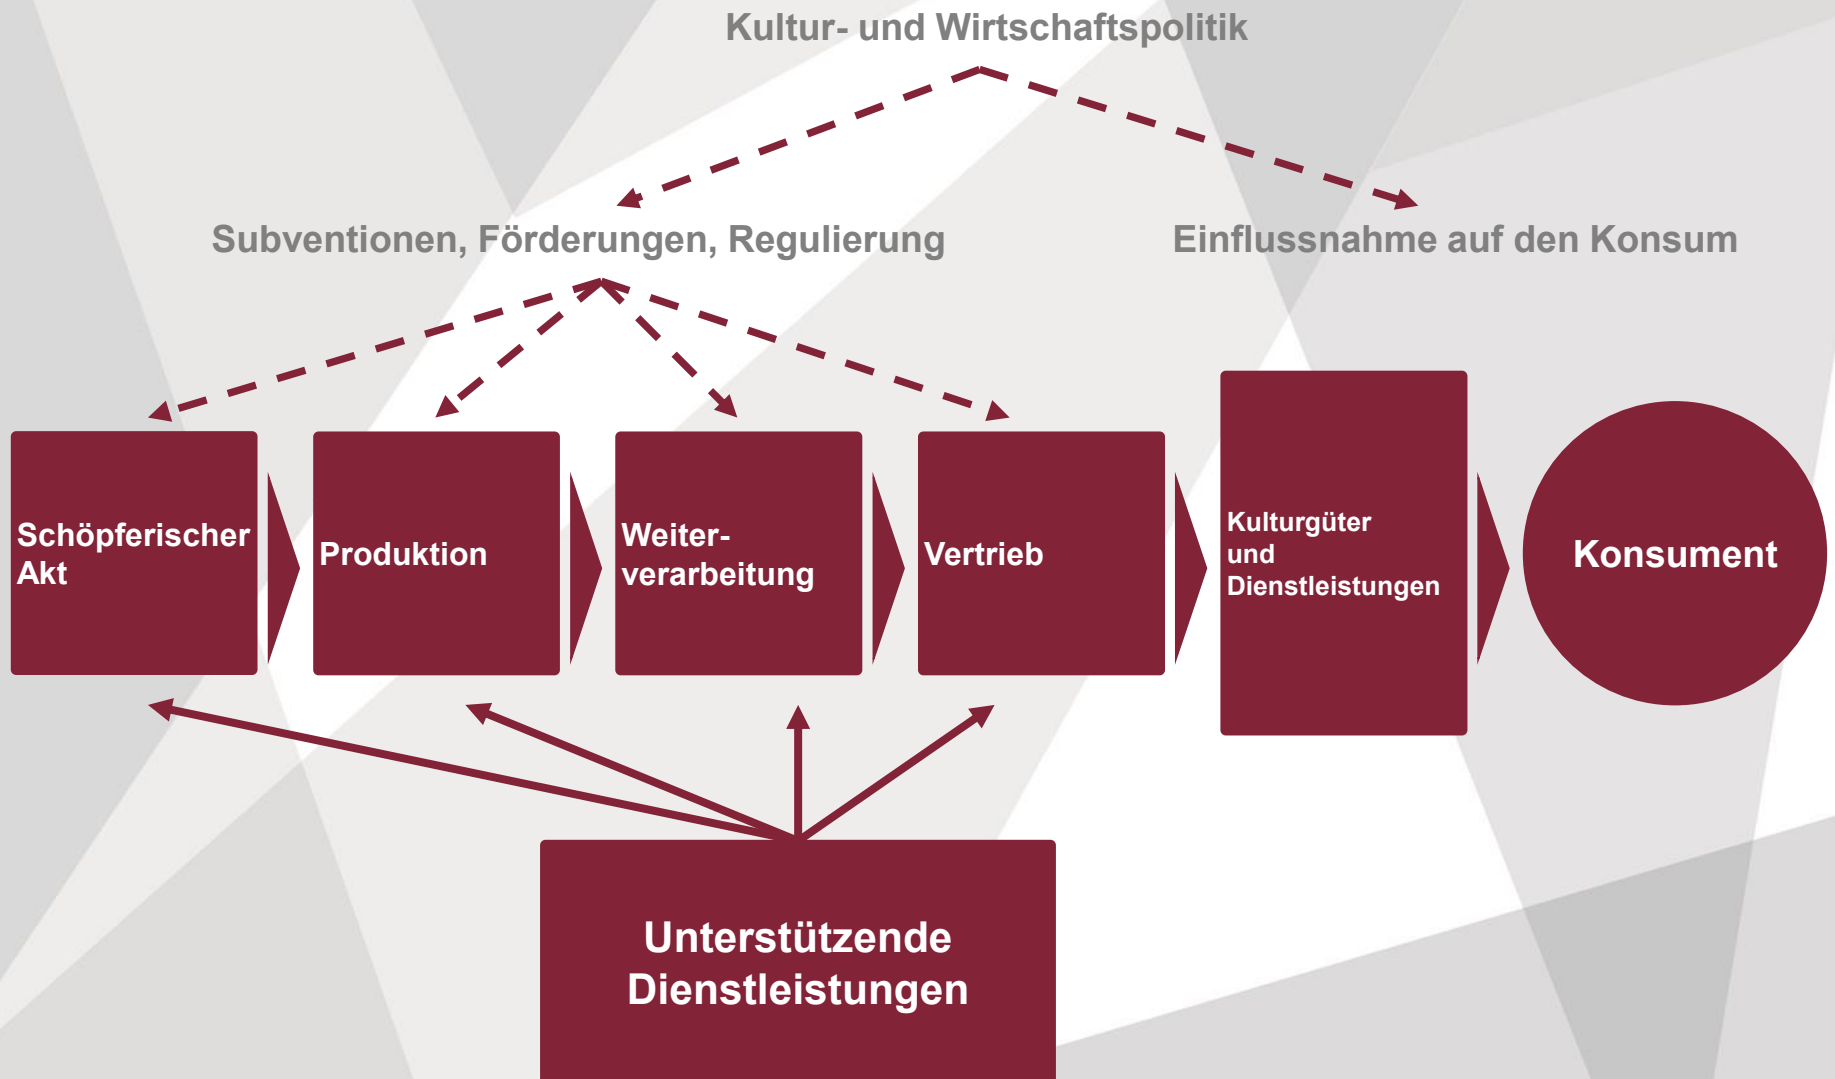 Kultur- und Wirtschaftspolitik
Subventionen, Förderungen, Regulierung
Einflussnahme auf den Konsum
Schöpferischer
Akt
Produktion
Weiter-
verarbeitung
Vertrieb
Kulturgüter
und
Dienstleistungen
Konsument
Unterstützende
Dienstleistungen